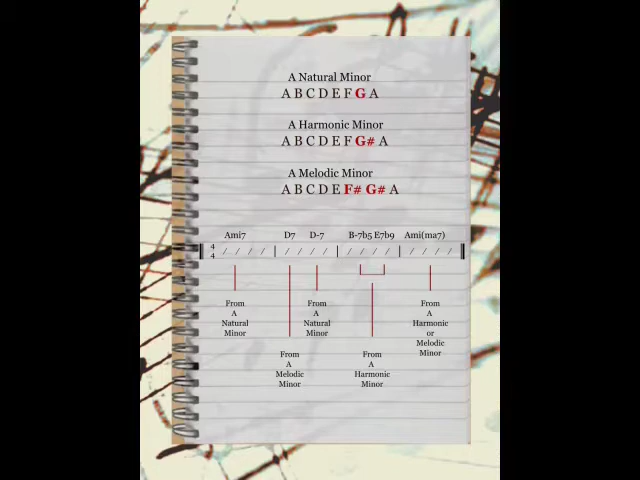 A Natural Minor
A B C D E F G A
A Harmonic Minor
A B C D E F G# A
A Melodic Minor
A B C D E F# G# A
Ami7 D7 D-7 B-7b5 E7b9 Ami(ma7)
4
4
From
A
Natural
Minor
From
A
Natural
Minor
From
A
Harmonic
or
Melodic
Minor
From
A
Melodic
Minor
From
A
Harmonic
Minor